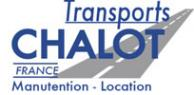 Transports
CHALOT
FRANCE
Manutention - Location